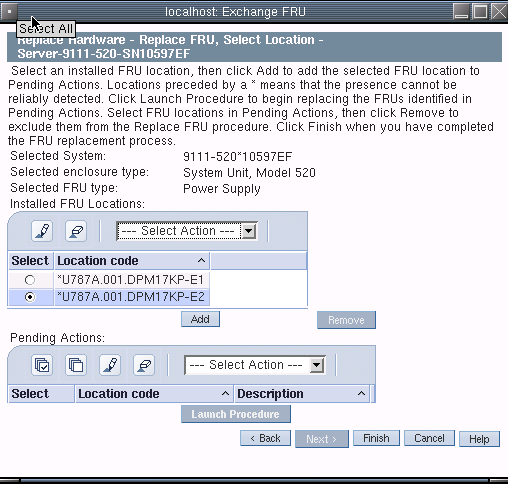 localhost: Exchange FRU
Select All
Replace Hardware - Replace FRU, Select Location -
Server-9111-520-SN10597EF
Select an installed FRU location, then click Add to add the selected FRU location to
Pending Actions. Locations preceded by a * means that the presence cannot be
reliably detected. Click Launch Procedure to begin replacing the FRUs identified in
Pending Actions. Select FRU locations in Pending Actions, then click Remove to
exclude them from the Replace FRU procedure. Click Finish when you have completed
the FRU replacement process.
Selected System: 9111-520*10597EF
Selected enclosure type: System Unit, Model 520
Selected FRU type: Power Supply
Installed FRU Locations:
--- Select Action ---
Select Location code ^
*U787A.001.DPM17KP-E1
*U787A.001.DPM17KP-E2
Add Remove
Pending Actions:
--- Select Action ---
Select Location code ^ Description ^
Launch Procedure
< Back Next > Finish Cancel Help